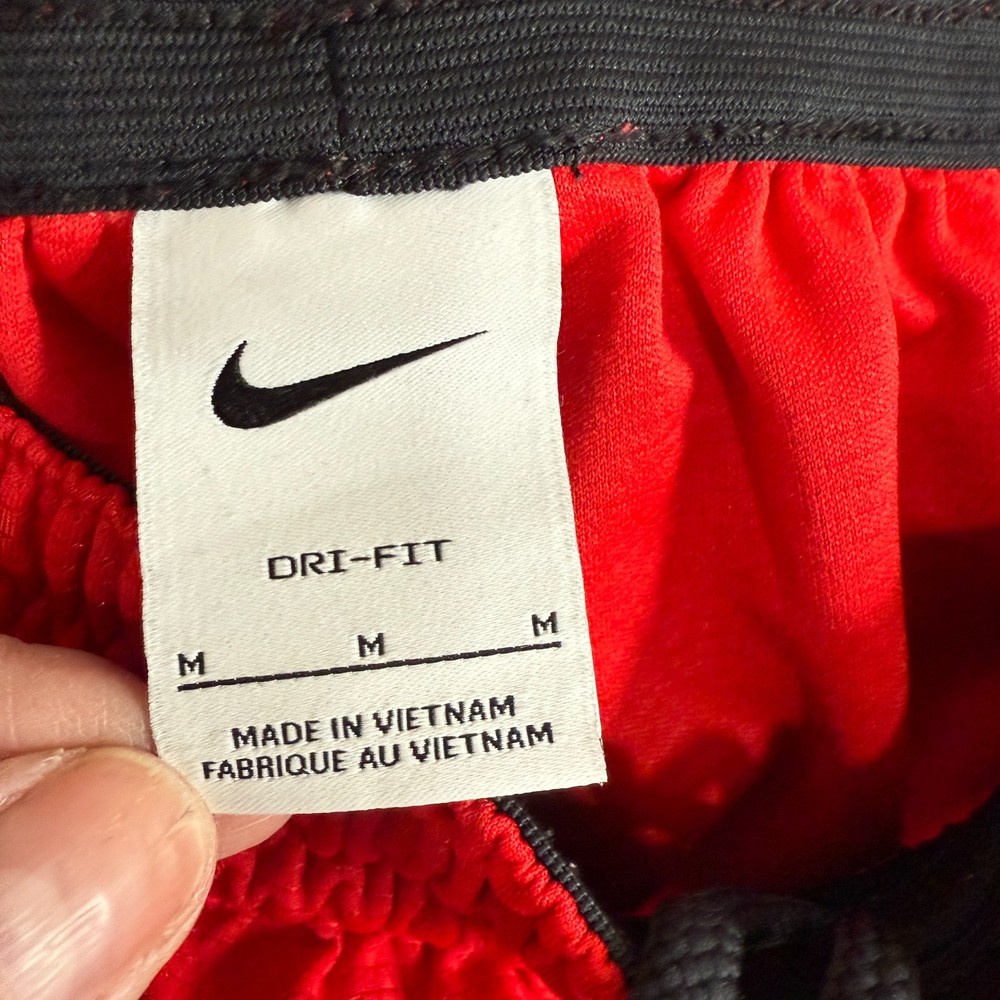 DRI-FIT
M M M
MADE IN VIETNAM
FABRIQUE AU VIETNAM